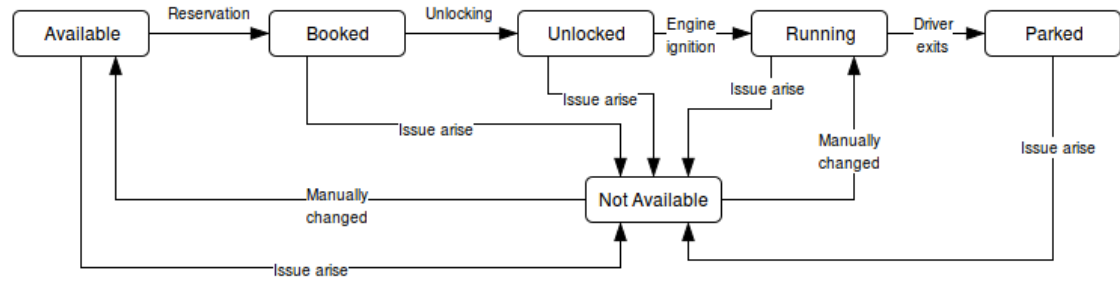 Reservation
Unlocking
Available
Booked
Unlocked
Engine
ignition
Running
Driver
exits
Parked
Issue arise
Issue arise
Issue arise
Manually
changed
Issue arise
Not Available
Manually
changed
Issue arise